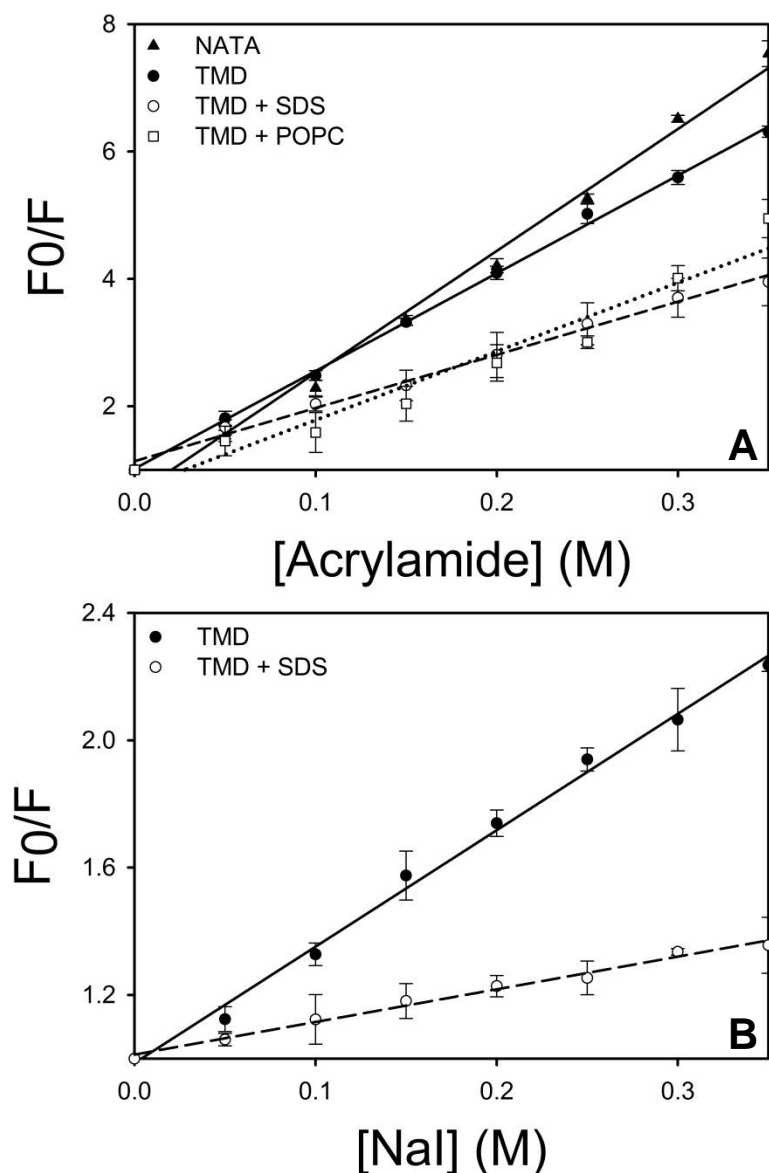 8
6
4
2
F0/F
NATA
TMD
TMD + SDS
TMD + POPC
A
0.0 0.1 0.2 0.3
[Acrylamide] (M)
2.4
2.0
1.6
1.2
F0/F
TMD
TMD + SDS
B
0.0 0.1 0.2 0.3
[NaI] (M)